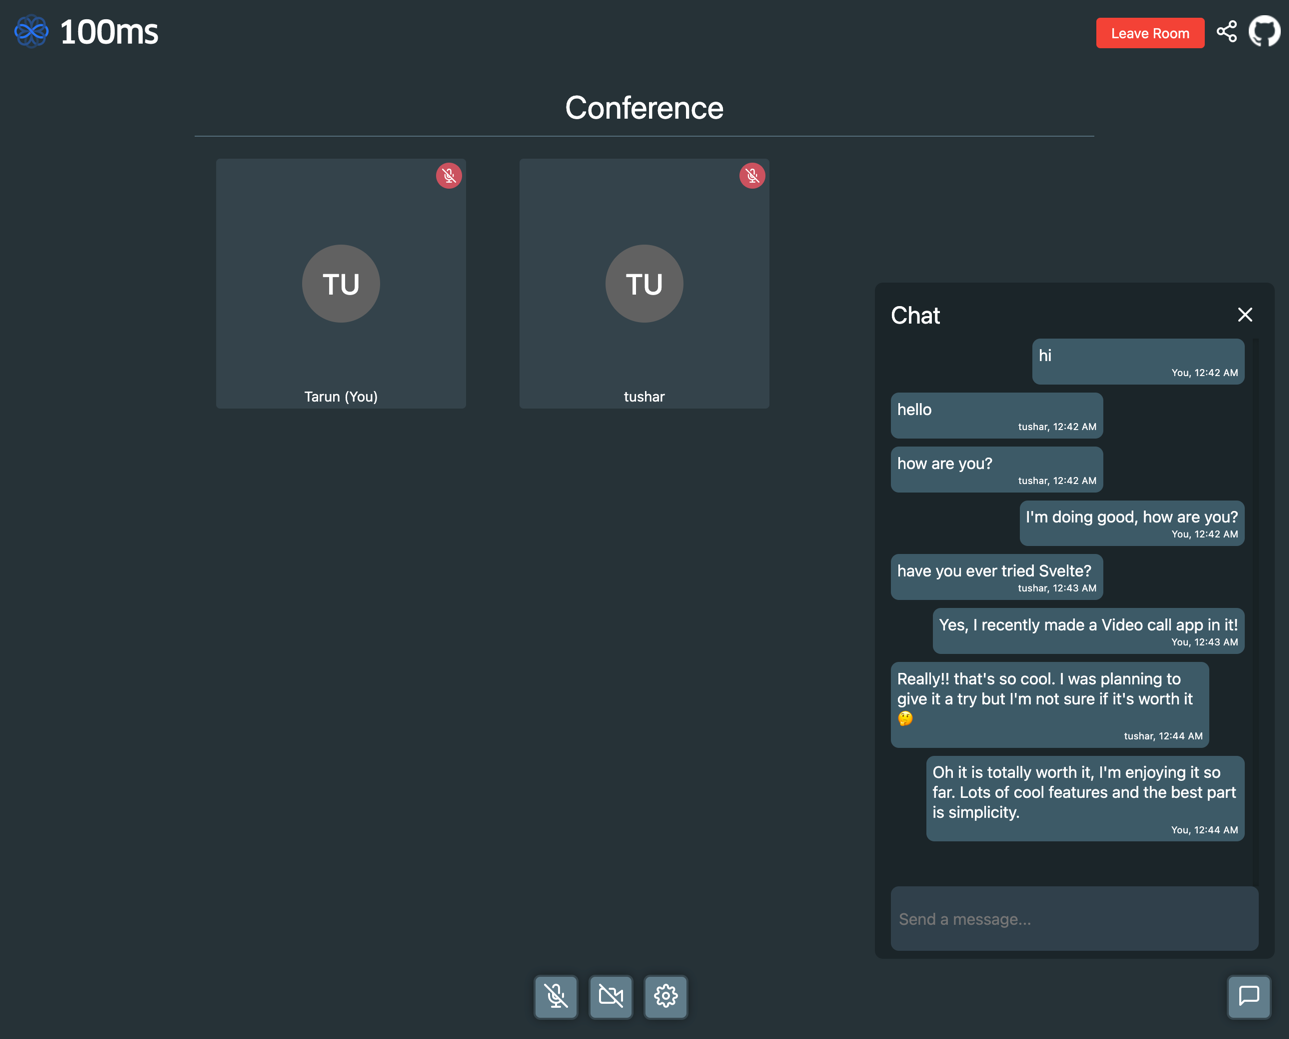 100ms
Leave Room
Conference
TU
Tarun (You)
TU
tushar
Chat
hi
You, 12:42 AM
hello
tushar, 12:42 AM
how are you?
tushar, 12:42 AM
I'm doing good, how are you?
You, 12:42 AM
have you ever tried Svelte?
tushar, 12:43 AM
Yes, I recently made a Video call app in it!
You, 12:43 AM
Really!! that's so cool. I was planning to
give it a try but I'm not sure if it's worth it
🤔
tushar, 12:44 AM
Oh it is totally worth it, I'm enjoying it so
far. Lots of cool features and the best part
is simplicity.
You, 12:44 AM
Send a message...